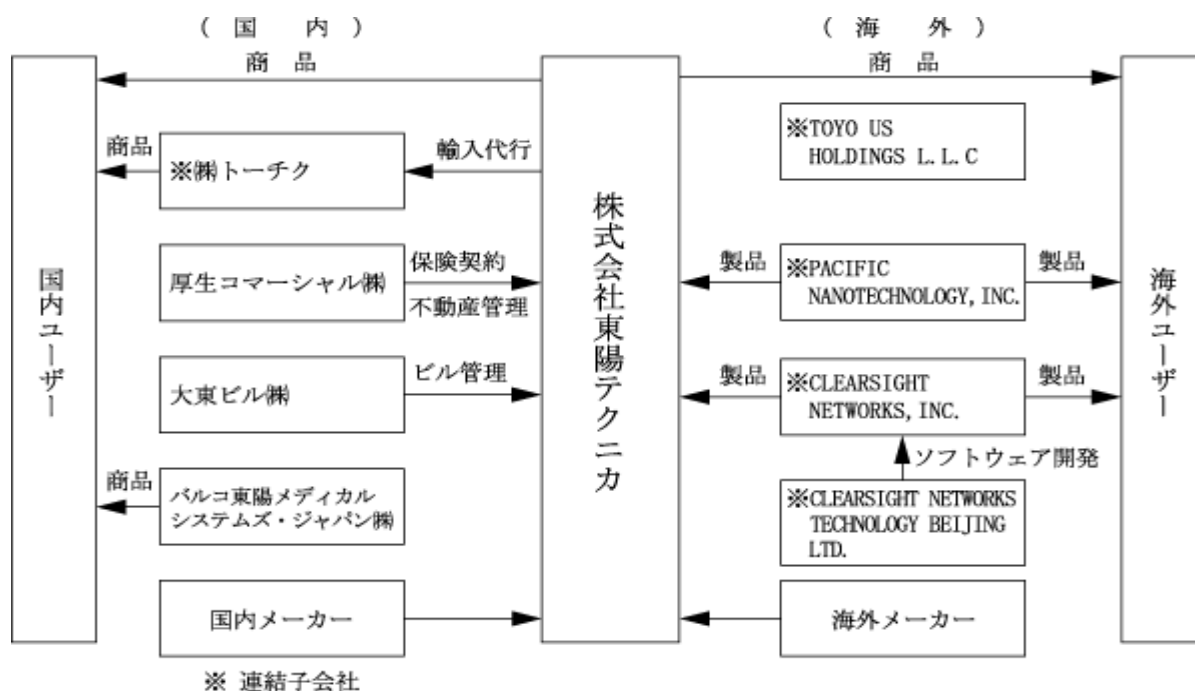 ( 国 内 )
( 海 外 )
商 品
商 品
国内ユーザー
商品
※㈱トーチク
輸入代行
厚生コマーシャル㈱
保険契約
不動産管理
大東ビル㈱
ビル管理
商品
バルコ東陽メディカル
システムズ・ジャパン㈱
国内メーカー
※ 連結子会社
株式会社東陽テクニカ
※TOYO US
HOLDINGS L.L.C
製品
※PACIFIC
NANOTECHNOLOGY, INC.
製品
製品
※CLEARSIGHT
NETWORKS, INC.
製品
ソフトウェア開発
※CLEARSIGHT NETWORKS
TECHNOLOGY BEIJING
LTD.
海外メーカー
海外ユーザー